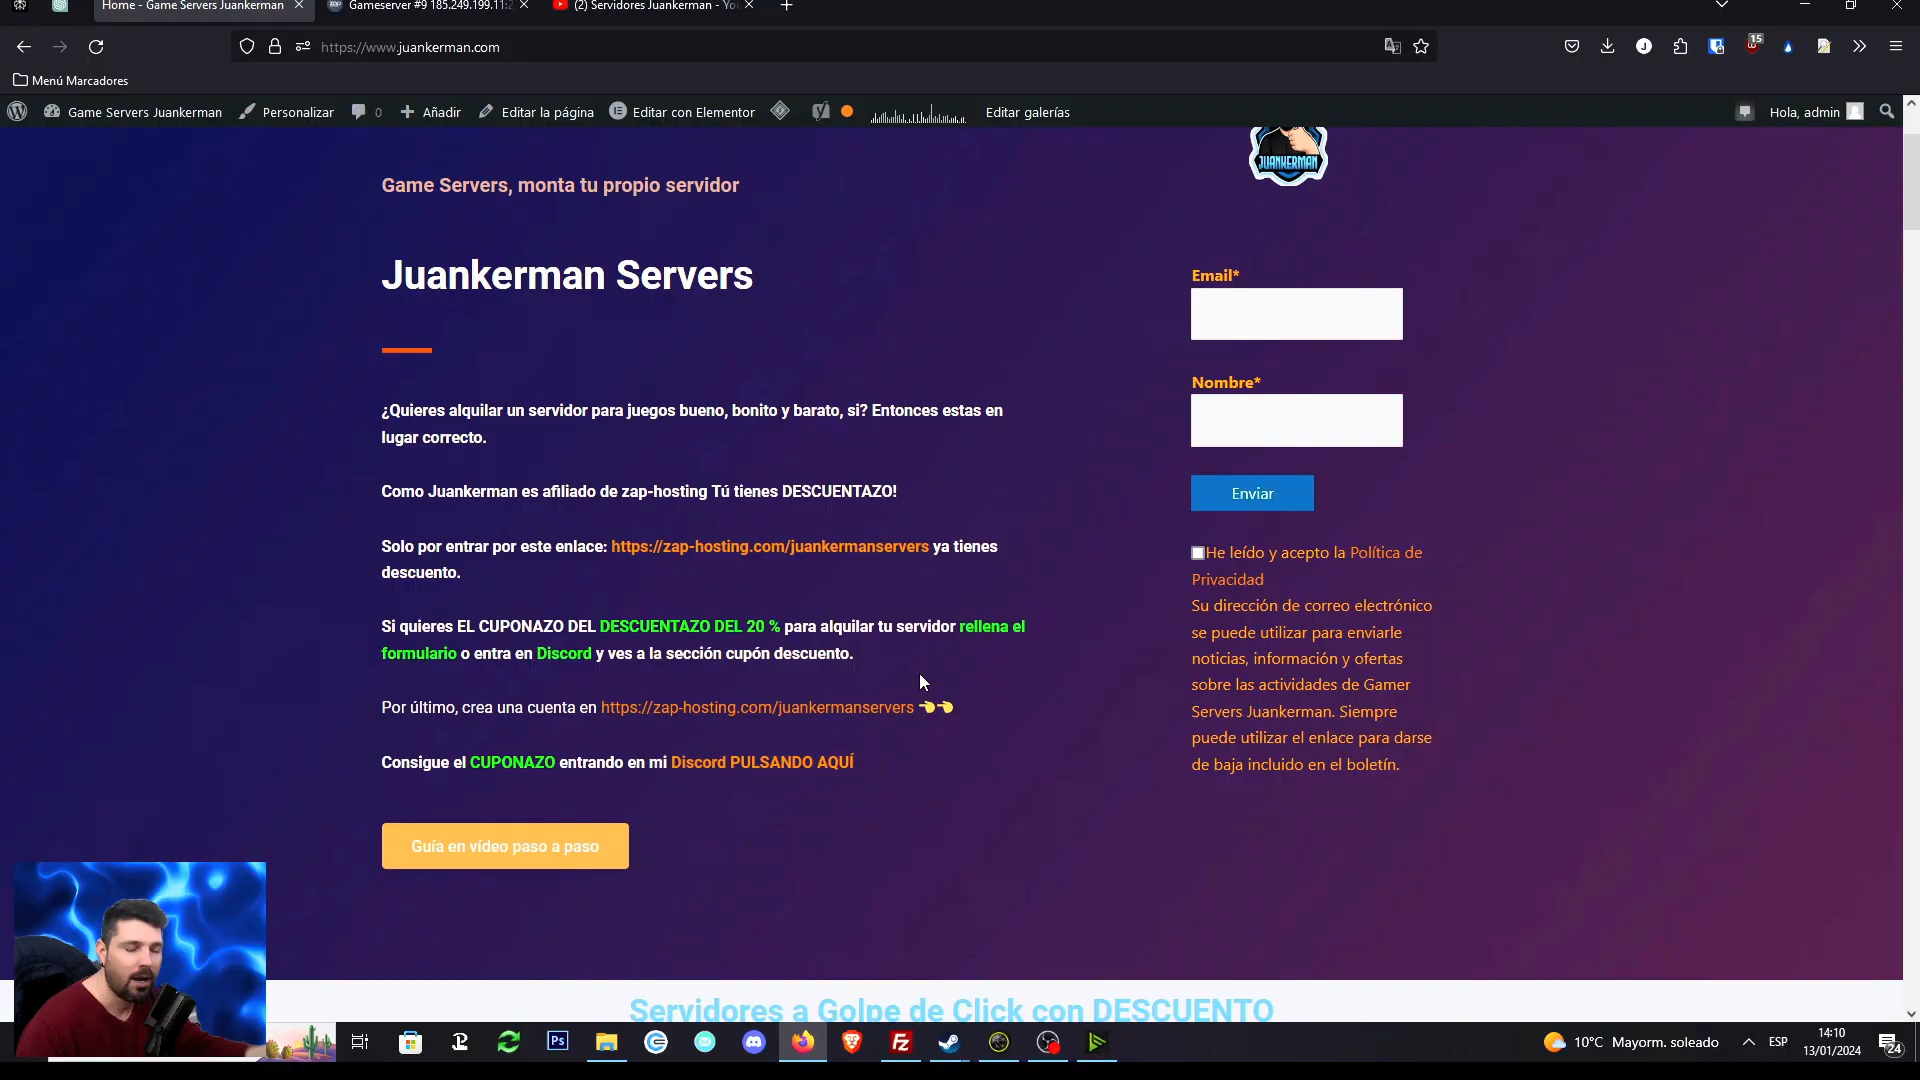 Home - Game Servers Juankerman
Gameserver #9 185.249.199.11:2
(2) Servidores Juankerman - You
https://www.juankerman.com
15
Menú Marcadores
Game Servers Juankerman
Personalizar
0
Añadir
Editar la página
Editar con Elementor
Editar galerías
Hola, admin
JUANKERMAN
Game Servers, monta tu propio servidor
Juankerman Servers
¿Quieres alquilar un servidor para juegos bueno, bonito y barato, si? Entonces estas en
lugar correcto.
Como Juankerman es afiliado de zap-hosting Tú tienes DESCUENTAZO!
Solo por entrar por este enlace: https://zap-hosting.com/juankermanservers ya tienes
descuento.
Si quieres EL CUPONAZO DEL DESCUENTAZO DEL 20 % para alquilar tu servidor rellena el
formulario o entra en Discord y ves a la sección cupón descuento.
Por último, crea una cuenta en https://zap-hosting.com/juankermanservers
Consigue el CUPONAZO entrando en mi Discord PULSANDO AQUÍ
Guía en vídeo paso a paso
Email*
Nombre*
Enviar
He leído y acepto la Política de
Privacidad
Su dirección de correo electrónico
se puede utilizar para enviarle
noticias, información y ofertas
sobre las actividades de Gamer
Servers Juankerman. Siempre
puede utilizar el enlace para darse
de baja incluido en el boletín.
Servidores a Golpe de Click con DESCUENTO
Ps
FZ
10°C Mayorm. soleado
ESP
14:10
13/01/2024
24